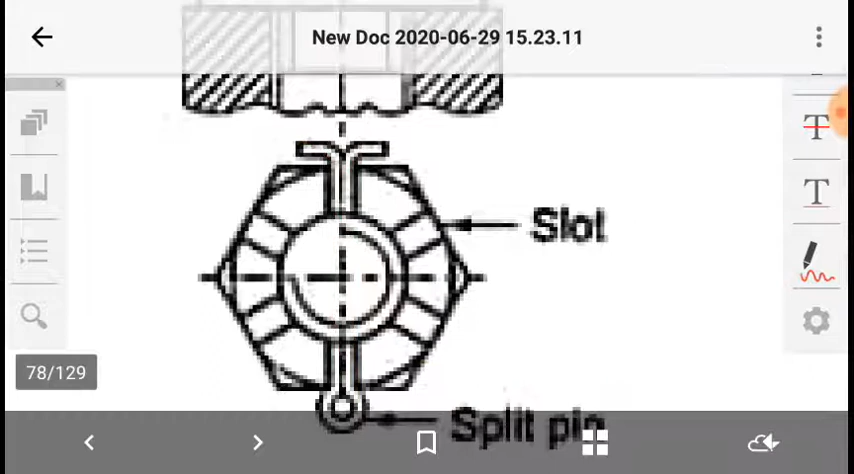 New Doc 2020-06-29 15.23.11
T
Slot
T
78/129
Split pin